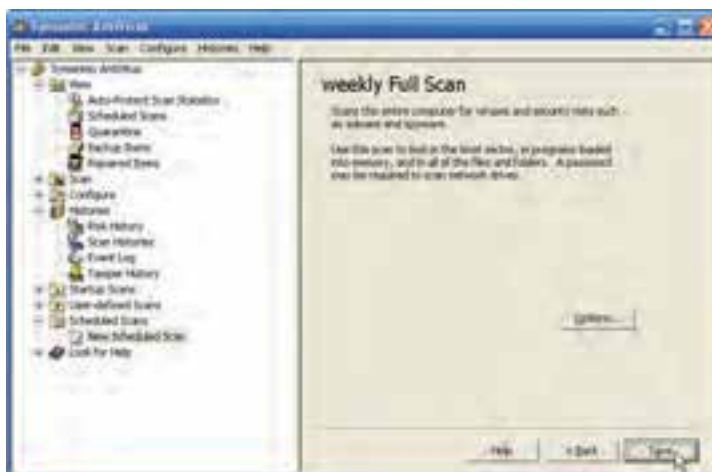 Symantec AntiVirus
File Edit View Scan Configure Histories Help
Symantec AntiVirus
View
Auto-Protect Scan Statistics
Scheduled Scans
Quarantine
Backup Items
Repaired Items
Scan
Configure
Histories
Risk History
Scan Histories
Event Log
Tamper History
Startup Scans
User-defined Scans
Scheduled Scans
New Scheduled Scan
Look for Help
weekly Full Scan
Scans the entire computer for viruses and security risks such
as adware and spyware.
Use this scan to look in the boot sector, in programs loaded
into memory, and in all of the files and folders. A password
may be required to scan network drives.
Options...
Help
< Back
Save